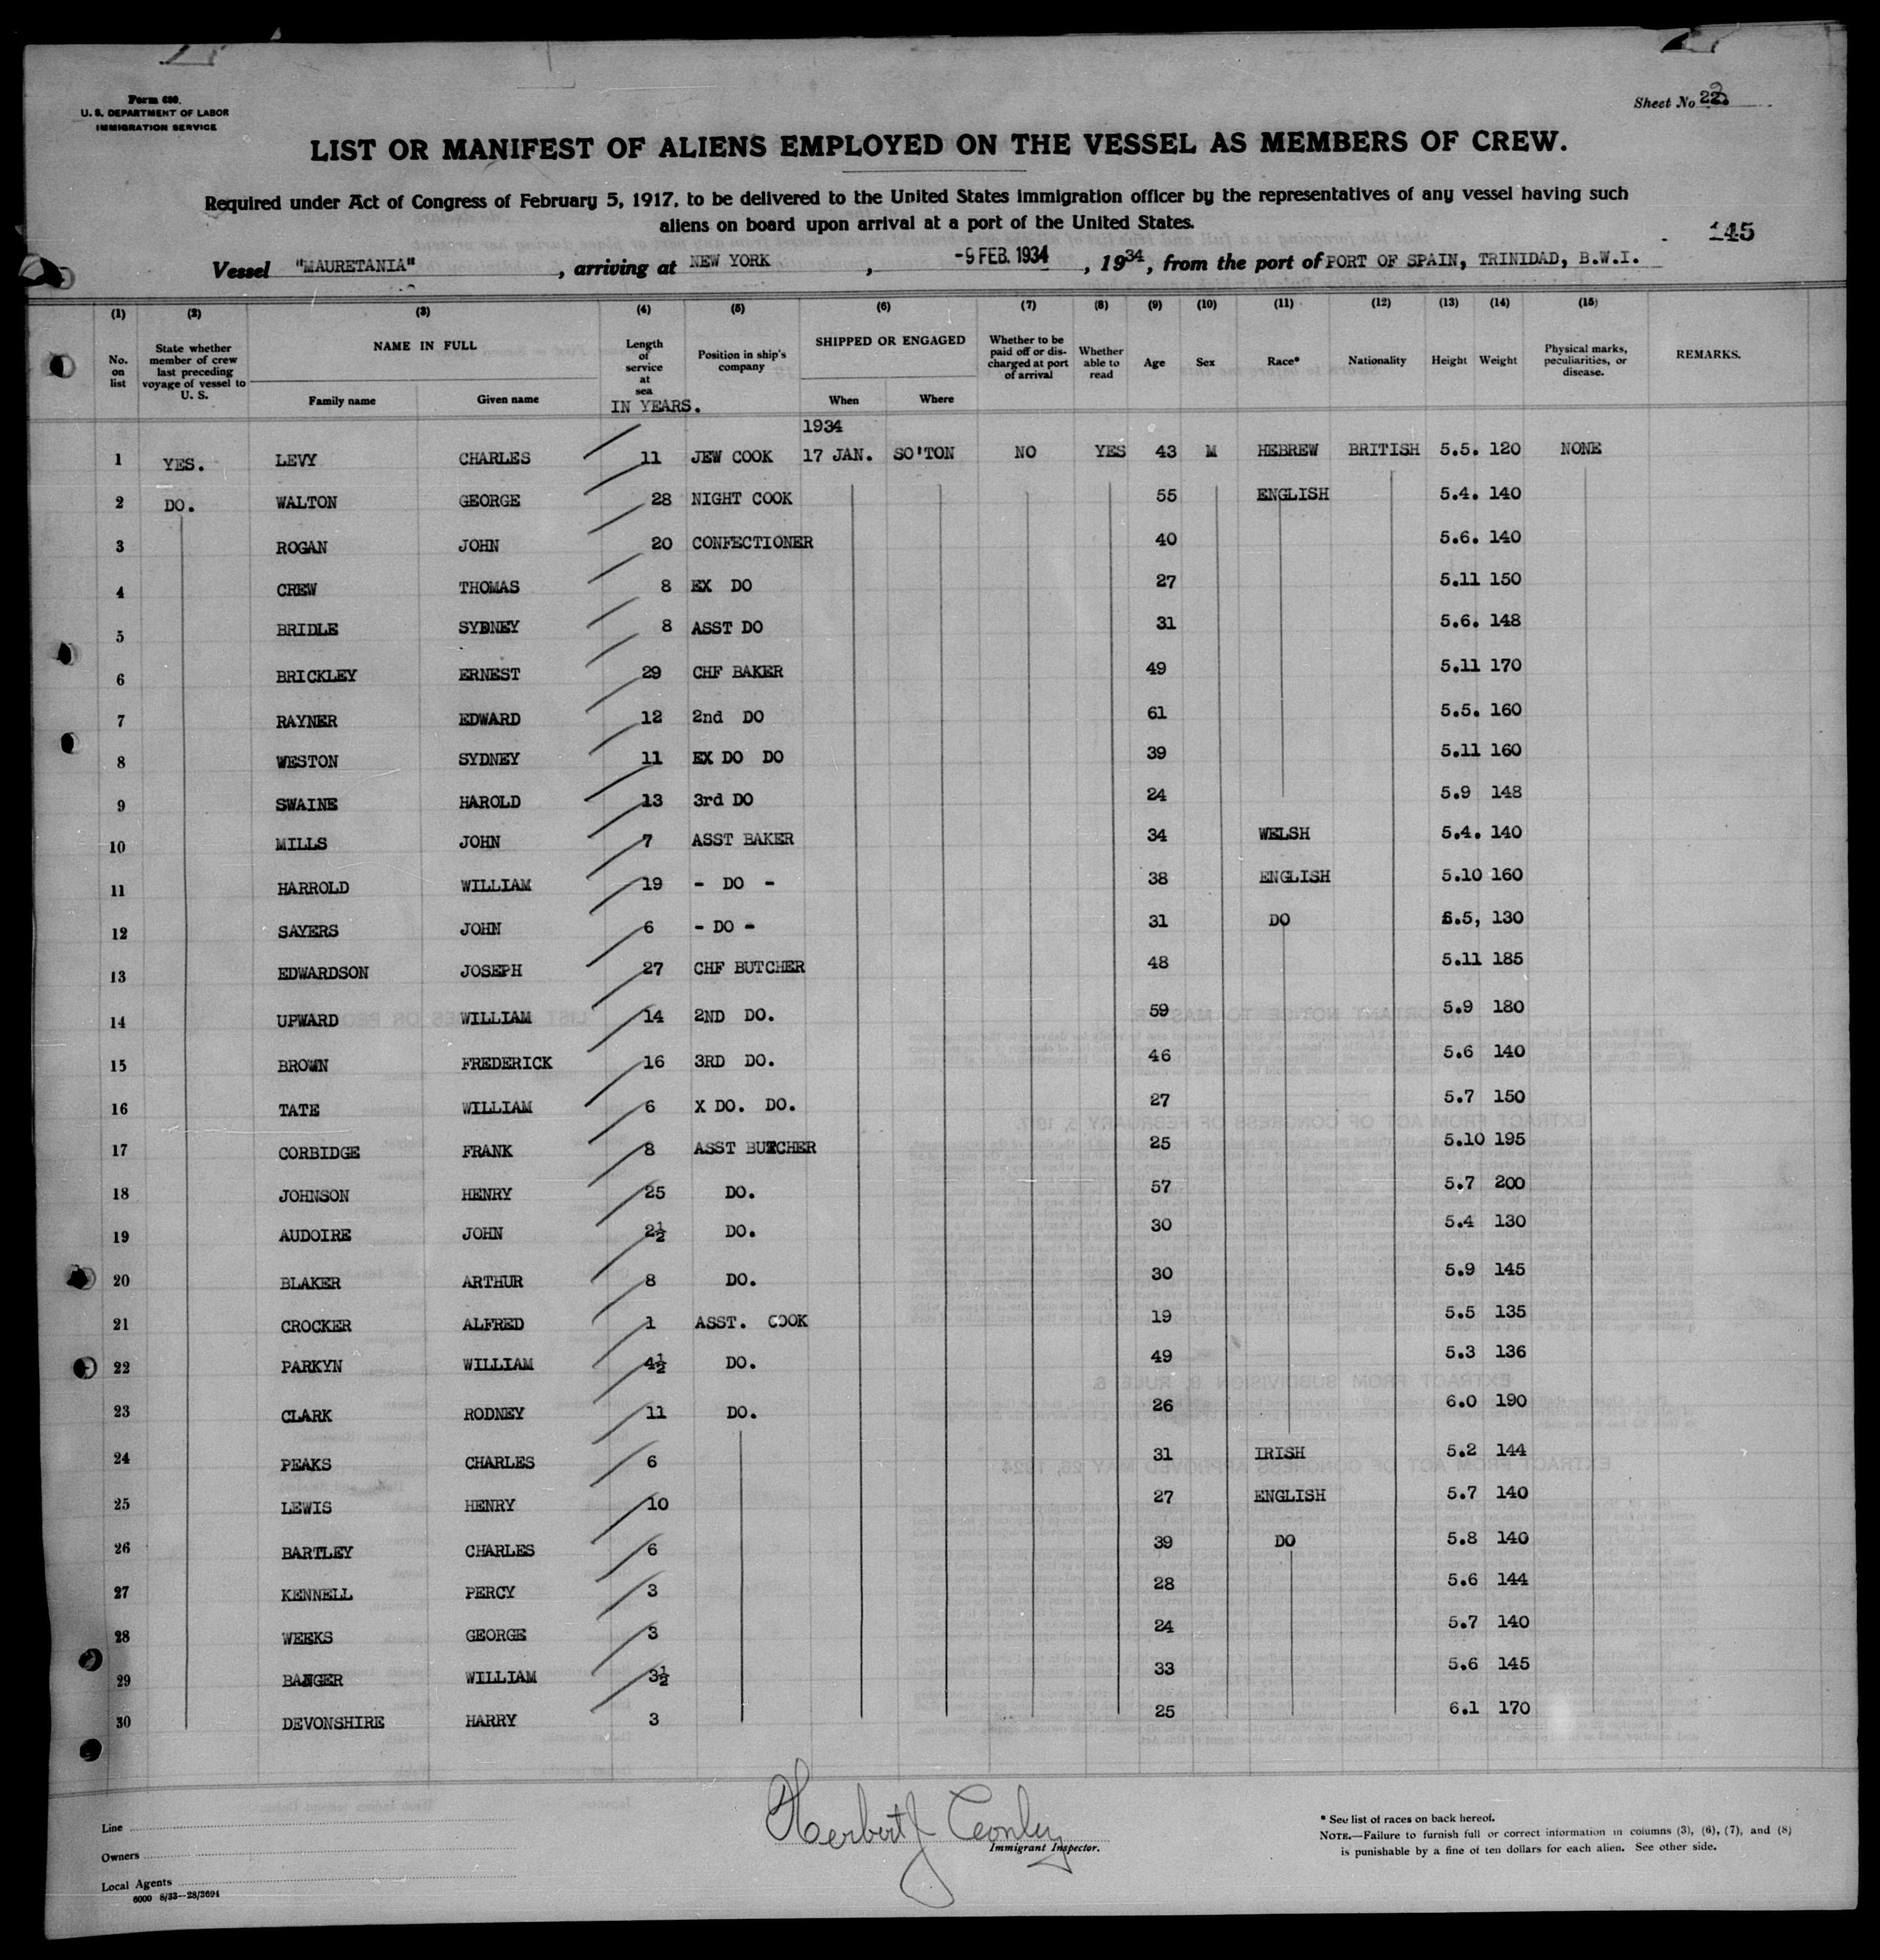 Form 680.
U. S. DEPARTMENT OF LABOR
IMMIGRATION SERVICE
Sheet No 22
LIST OR MANIFEST OF ALIENS EMPLOYED ON THE VESSEL AS MEMBERS OF CREW.
Required under Act of Congress of February 5, 1917, to be delivered to the United States immigration officer by the representatives of any vessel having such
aliens on board upon arrival at a port of the United States.
145
Vessel "MAURETANIA", arriving at NEW YORK, -9 FEB. 1934, 1934, from the port of PORT OF SPAIN, TRINIDAD, B.W.I.
(1) (2) (3) (4) (5) (6) (7) (8) (9) (10) (11) (12) (13) (14) (15)
No. on list
State whether member of crew last preceding voyage of vessel to U. S.
NAME IN FULL
Family name Given name
Length of service at sea
IN YEARS.
Position in ship's company
SHIPPED OR ENGAGED
When Where
Whether to be paid off or discharged at port of arrival
Whether able to read
Age
Sex
Race*
Nationality
Height
Weight
Physical marks, peculiarities, or disease.
REMARKS.
1934
1 YES. LEVY CHARLES 11 JEW COOK 17 JAN. SO'TON NO YES 43 M HEBREW BRITISH 5.5. 120 NONE
2 DO. WALTON GEORGE 28 NIGHT COOK 55 ENGLISH 5.4. 140
3 ROGAN JOHN 20 CONFECTIONER 40 5.6. 140
4 CREW THOMAS 8 EX DO 27 5.11 150
5 BRIDLE SYDNEY 8 ASST DO 31 5.6. 148
6 BRICKLEY ERNEST 29 CHF BAKER 49 5.11 170
7 RAYNER EDWARD 12 2nd DO 61 5.5. 160
8 WESTON SYDNEY 11 EX DO DO 39 5.11 160
9 SWAINE HAROLD 13 3rd DO 24 5.9 148
10 MILLS JOHN 7 ASST BAKER 34 WELSH 5.4. 140
11 HARROLD WILLIAM 19 - DO - 38 ENGLISH 5.10 160
12 SAYERS JOHN 6 - DO - 31 DO 5.5, 130
13 EDWARDSON JOSEPH 27 CHF BUTCHER 48 5.11 185
14 UPWARD WILLIAM 14 2ND DO. 59 5.9 180
15 BROWN FREDERICK 16 3RD DO. 46 5.6 140
16 TATE WILLIAM 6 X DO. DO. 27 5.7 150
17 CORBIDGE FRANK 8 ASST BUTCHER 25 5.10 195
18 JOHNSON HENRY 25 DO. 57 5.7 200
19 AUDOIRE JOHN 2½ DO. 30 5.4 130
20 BLAKER ARTHUR 8 DO. 30 5.9 145
21 CROCKER ALFRED 1 ASST. COOK 19 5.5 135
22 PARKYN WILLIAM 4½ DO. 49 5.3 136
23 CLARK RODNEY 11 DO. 26 6.0 190
24 PEAKS CHARLES 6 31 IRISH 5.2 144
25 LEWIS HENRY 10 27 ENGLISH 5.7 140
26 BARTLEY CHARLES 6 39 DO 5.8 140
27 KENNELL PERCY 3 28 5.6 144
28 WEEKS GEORGE 3 24 5.7 140
29 BANGER WILLIAM 3½ 33 5.6 145
30 DEVONSHIRE HARRY 3 25 6.1 170
Line
Owners
Local Agents
6000 8/33—28/3694
Herbert J Conley
Immigrant Inspector.
* See list of races on back hereof.
NOTE.—Failure to furnish full or correct information in columns (3), (6), (7), and (8)
is punishable by a fine of ten dollars for each alien. See other side.